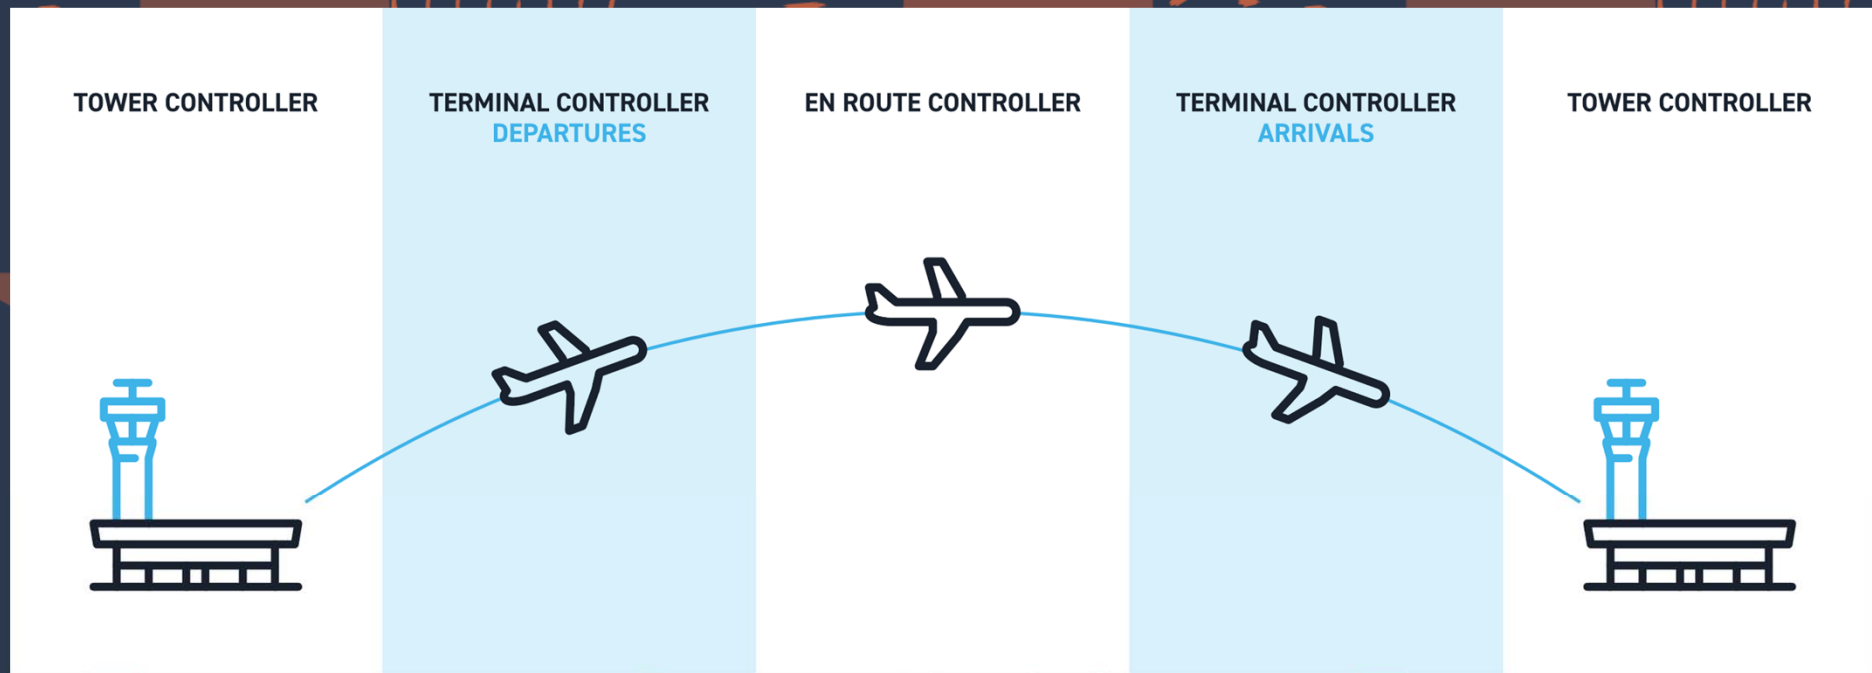 TOWER CONTROLLER
TERMINAL CONTROLLER
DEPARTURES
EN ROUTE CONTROLLER
TERMINAL CONTROLLER
ARRIVALS
TOWER CONTROLLER